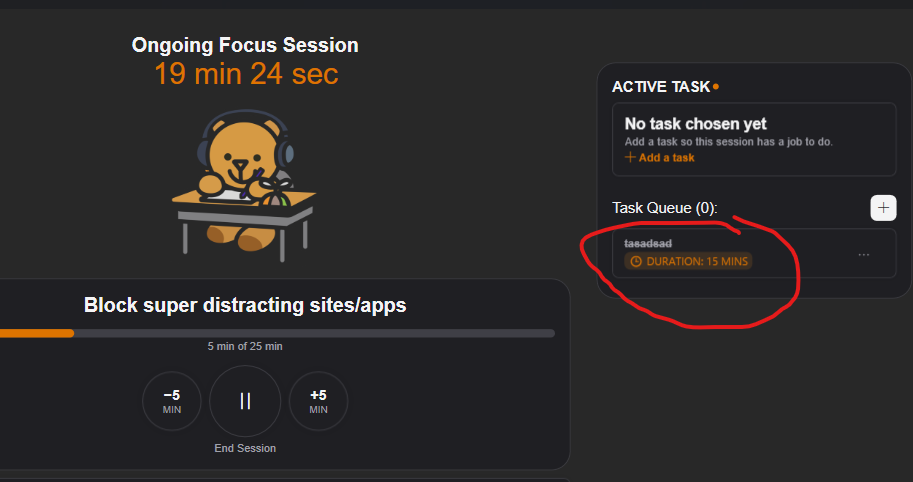 Ongoing Focus Session
19 min 24 sec
Block super distracting sites/apps
5 min of 25 min
−5
MIN
+5
MIN
End Session
ACTIVE TASK
No task chosen yet
Add a task so this session has a job to do.
+ Add a task
Task Queue (0):
+
tasadsad
DURATION: 15 MINS
...